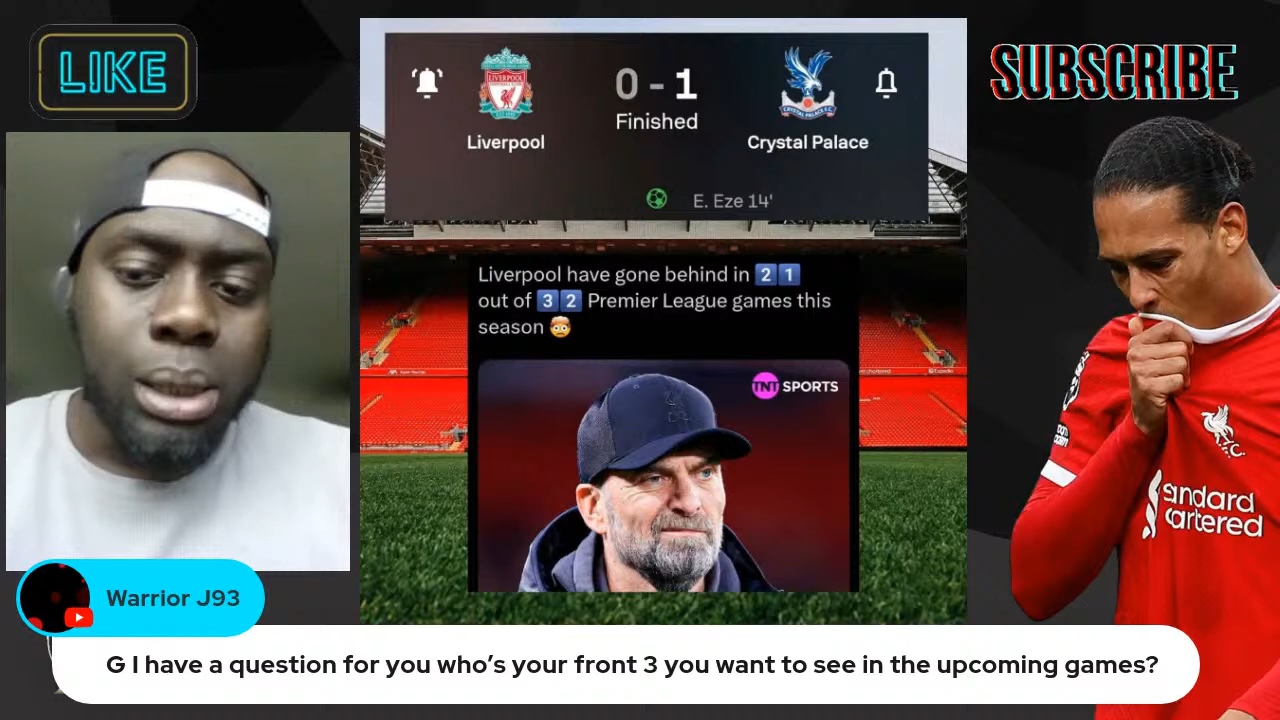 LIKE
SUBSCRIBE
0 - 1
Finished
Liverpool
Crystal Palace
E. Eze 14'
Liverpool have gone behind in 21
out of 32 Premier League games this
season 🤯
TNT SPORTS
standard
chartered
Warrior J93
G I have a question for you who's your front 3 you want to see in the upcoming games?